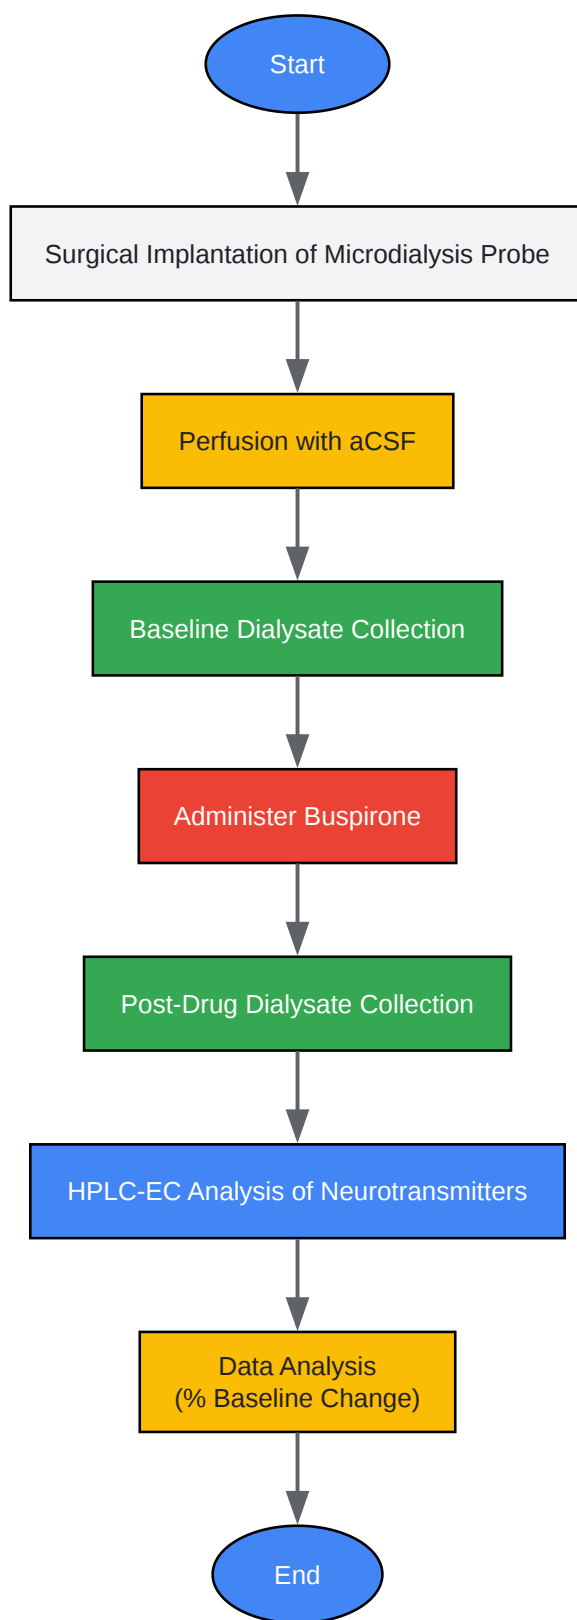 Start
Surgical Implantation of Microdialysis Probe
Perfusion with aCSF
Baseline Dialysate Collection
Administer Buspirone
Post-Drug Dialysate Collection
HPLC-EC Analysis of Neurotransmitters
Data Analysis
(% Baseline Change)
End